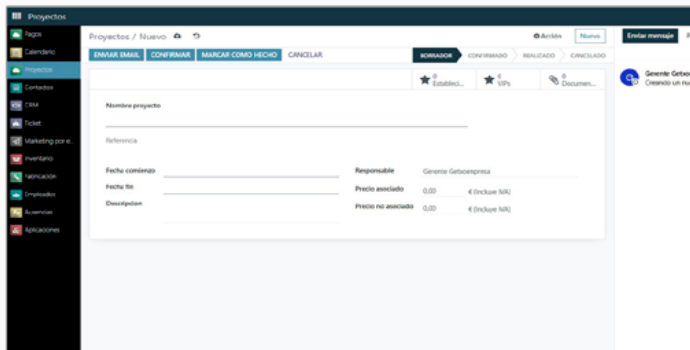 Proyectos
Pagos
Calendario
Proyectos
Contactos
CRM
Ticket
Marketing por e...
Inventario
Fabricación
Empleados
Ausencias
Aplicaciones
Proyectos / Nuevo
Acción
Nuevo
ENVIAR EMAIL
CONFIRMAR
MARCAR COMO HECHO
CANCELAR
BORRADOR
CONFIRMADO
REALIZADO
CANCELADO
0
Estableci...
0
VIPs
0
Documen...
Nombre proyecto
Referencia
Fecha comienzo
Fecha fin
Descripcion
Responsable
Gerente Getxoenpresa
Precio asociado
0,00
€ (Incluye IVA)
Precio no asociado
0,00
€ (Incluye IVA)
Enviar mensaje
Gerente Getxoe
Creando un nu